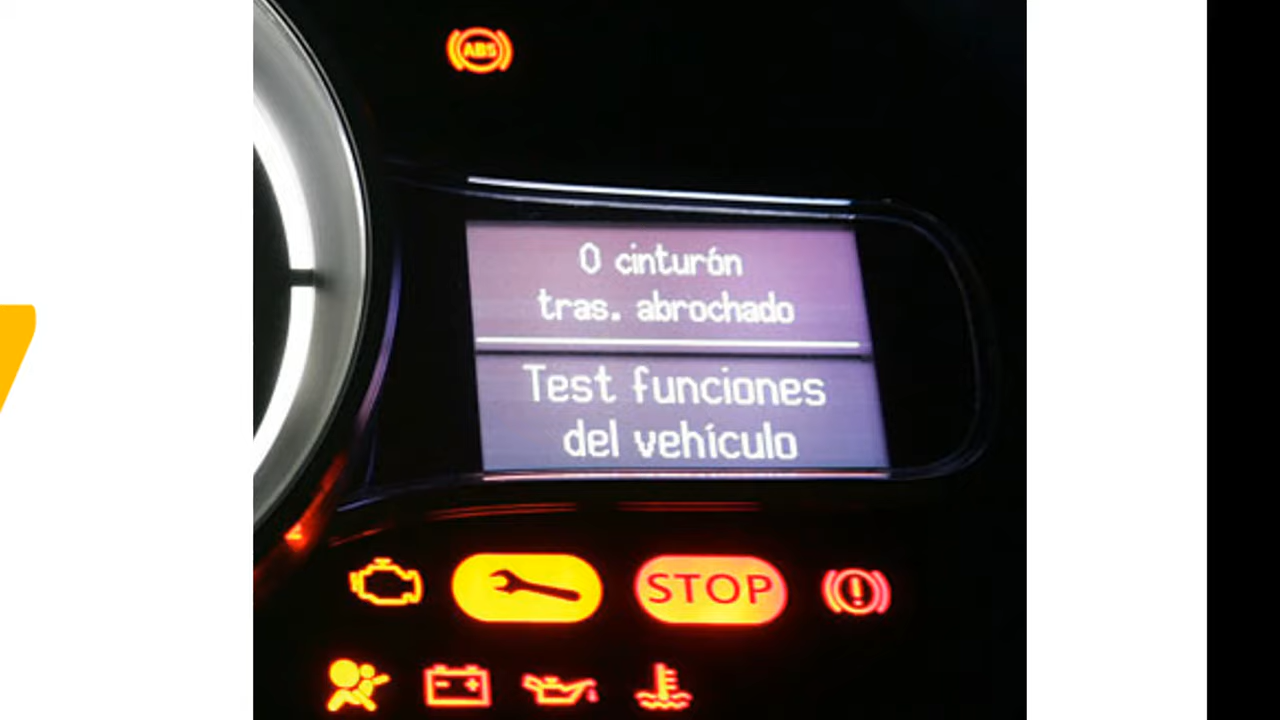 ABS
0 cinturón
tras. abrochado
Test funciones
del vehículo
STOP